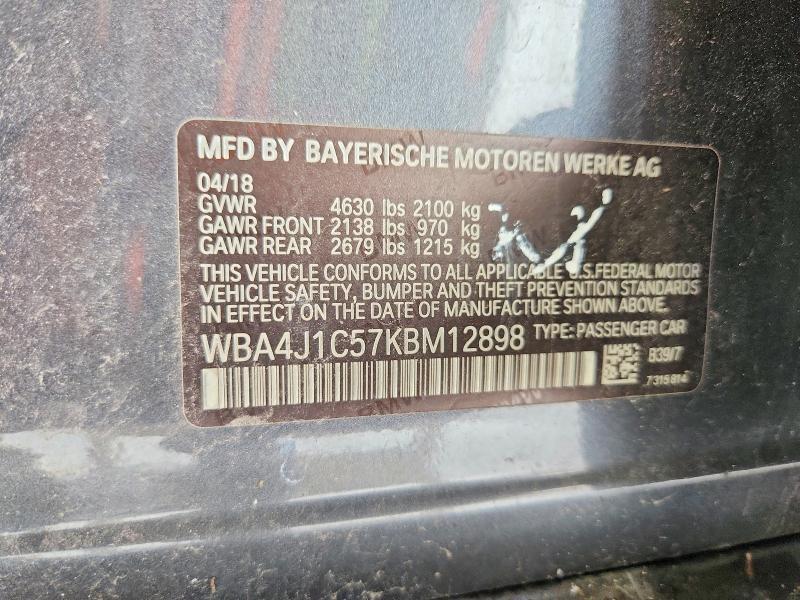 MFD BY BAYERISCHE MOTOREN WERKE AG
04/18
GVWR 4630 lbs 2100 kg
GAWR FRONT 2138 lbs 970 kg
GAWR REAR 2679 lbs 1215 kg
THIS VEHICLE CONFORMS TO ALL APPLICABLE U.S.FEDERAL MOTOR
VEHICLE SAFETY, BUMPER AND THEFT PREVENTION STANDARDS
IN EFFECT ON THE DATE OF MANUFACTURE SHOWN ABOVE.
WBA4J1C57KBM12898 TYPE: PASSENGER CAR
B39/7
7315914